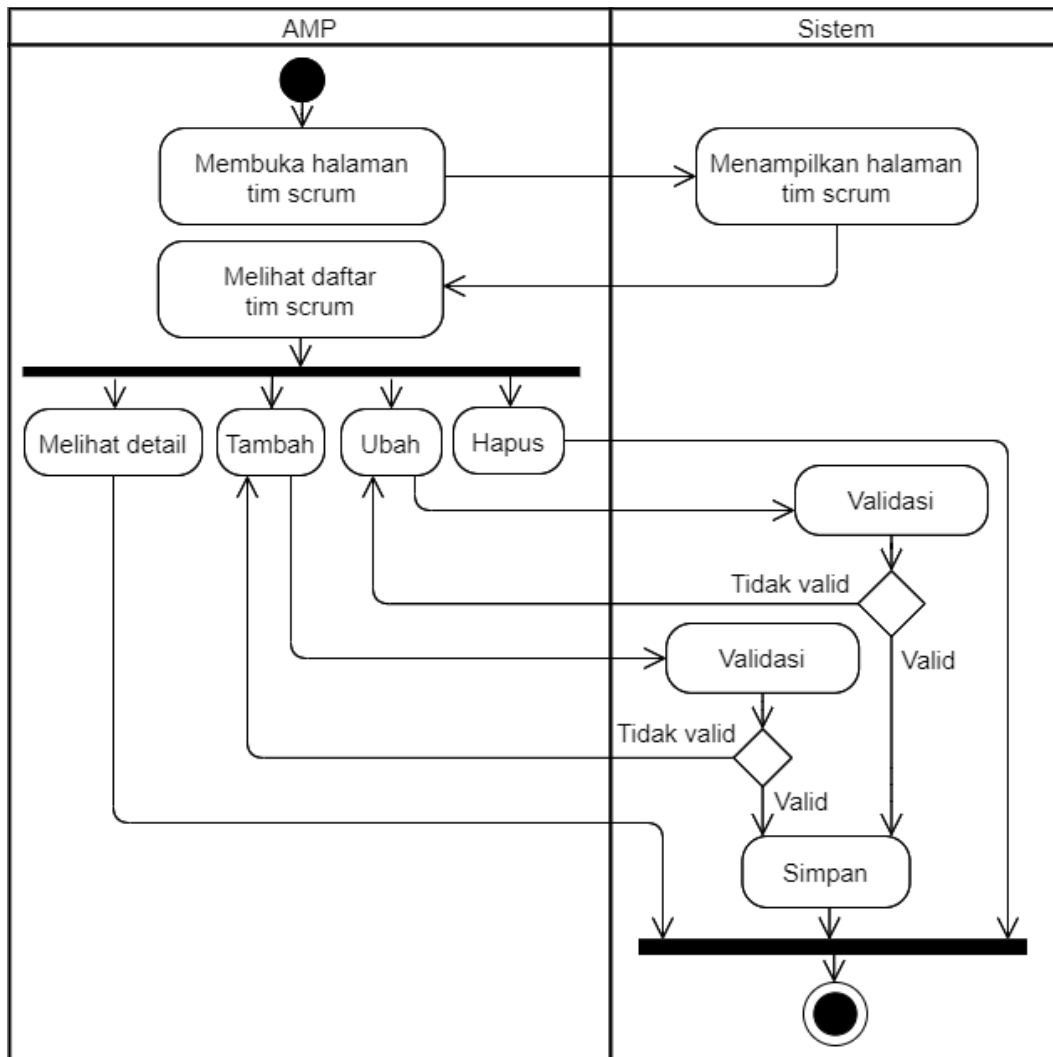 AMP
Sistem
Membuka halaman
tim scrum
Menampilkan halaman
tim scrum
Melihat daftar
tim scrum
Melihat detail
Tambah
Ubah
Hapus
Validasi
Tidak valid
Valid
Validasi
Tidak valid
Valid
Simpan